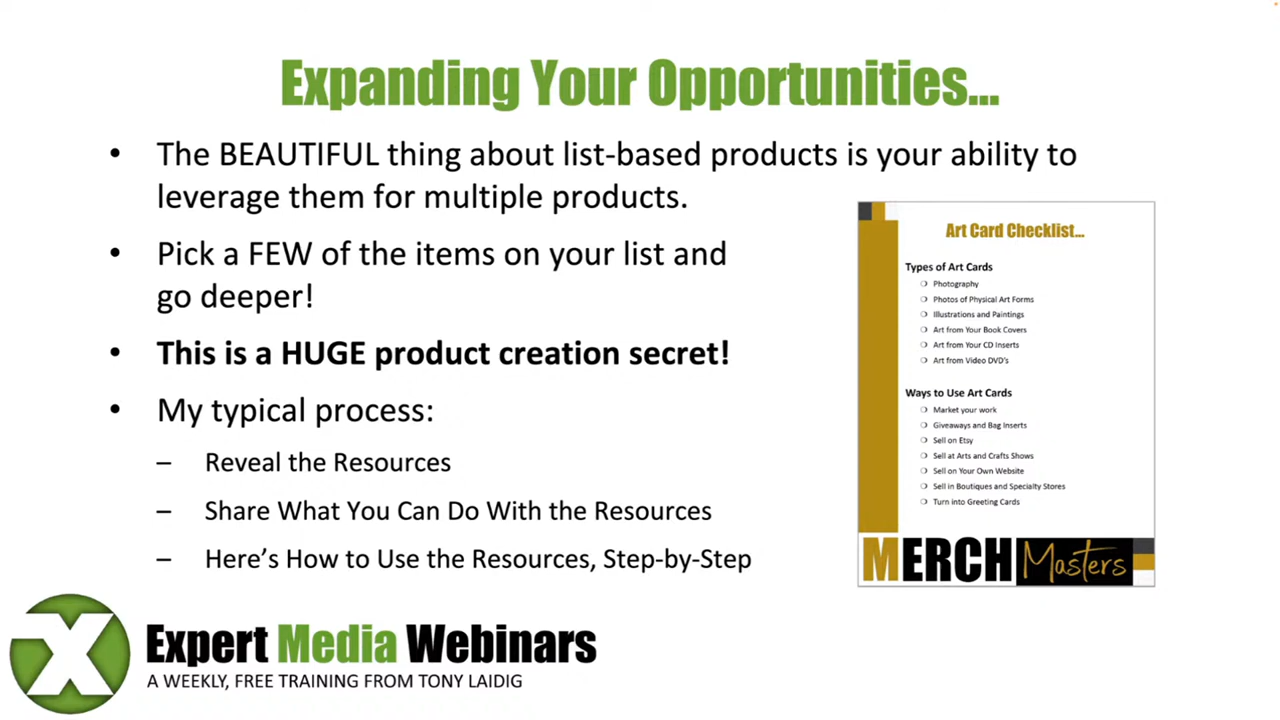 Expanding Your Opportunities...
• The BEAUTIFUL thing about list-based products is your ability to
leverage them for multiple products.
• Pick a FEW of the items on your list and
go deeper!
• This is a HUGE product creation secret!
• My typical process:
– Reveal the Resources
– Share What You Can Do With the Resources
– Here's How to Use the Resources, Step-by-Step
Art Card Checklist...
Types of Art Cards
❍ Photography
❍ Photos of Physical Art Forms
❍ Illustrations and Paintings
❍ Art from Your Book Covers
❍ Art from Your CD Inserts
❍ Art from Video DVD's
Ways to Use Art Cards
❍ Market your work
❍ Giveaways and Bag Inserts
❍ Sell on Etsy
❍ Sell at Arts and Crafts Shows
❍ Sell on Your Own Website
❍ Sell in Boutiques and Specialty Stores
❍ Turn into Greeting Cards
MERCH Masters
X
Expert Media Webinars
A WEEKLY, FREE TRAINING FROM TONY LAIDIG